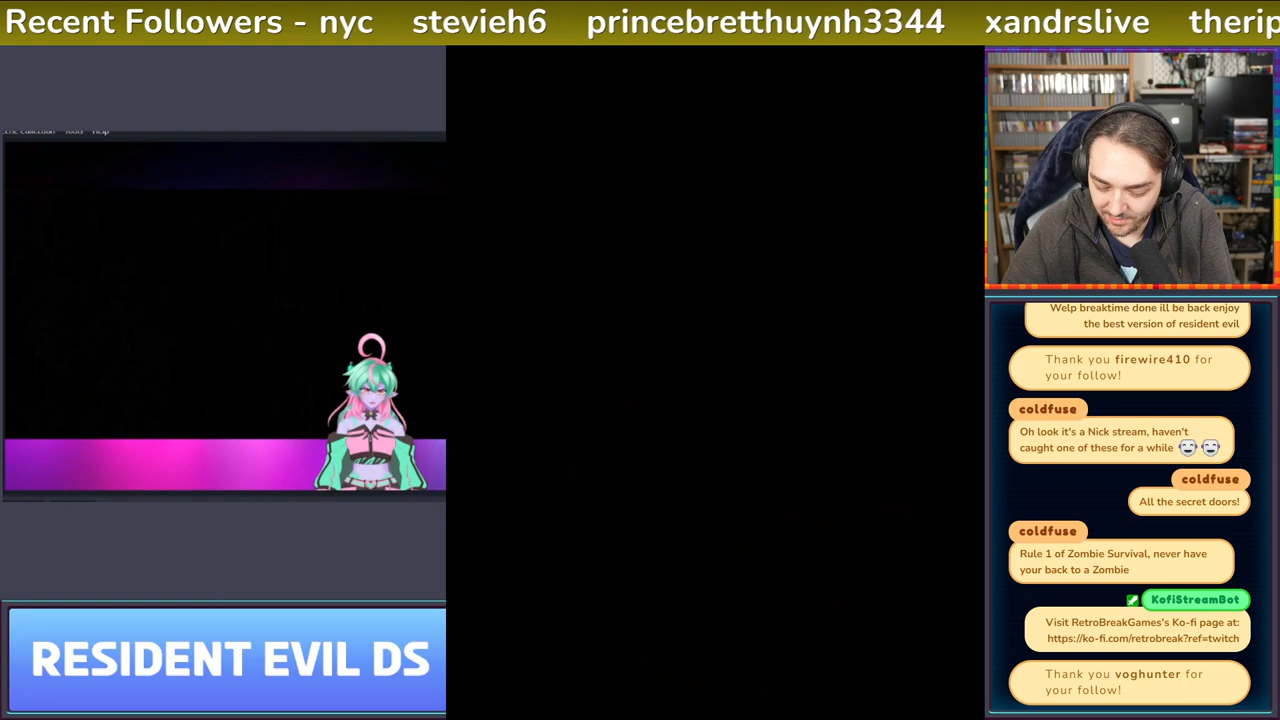 Recent Followers - nyc stevieh6 princebretthuynh3344 xandrslive therip
Help
Welp breaktime done ill be back enjoy
the best version of resident evil
Thank you firewire410 for
your follow!
coldfuse
Oh look it's a Nick stream, haven't
caught one of these for a while
coldfuse
All the secret doors!
coldfuse
Rule 1 of Zombie Survival, never have
your back to a Zombie
KofiStreamBot
Visit RetroBreakGames's Ko-fi page at:
https://ko-fi.com/retrobreak?ref=twitch
Thank you voghunter for
your follow!
RESIDENT EVIL DS